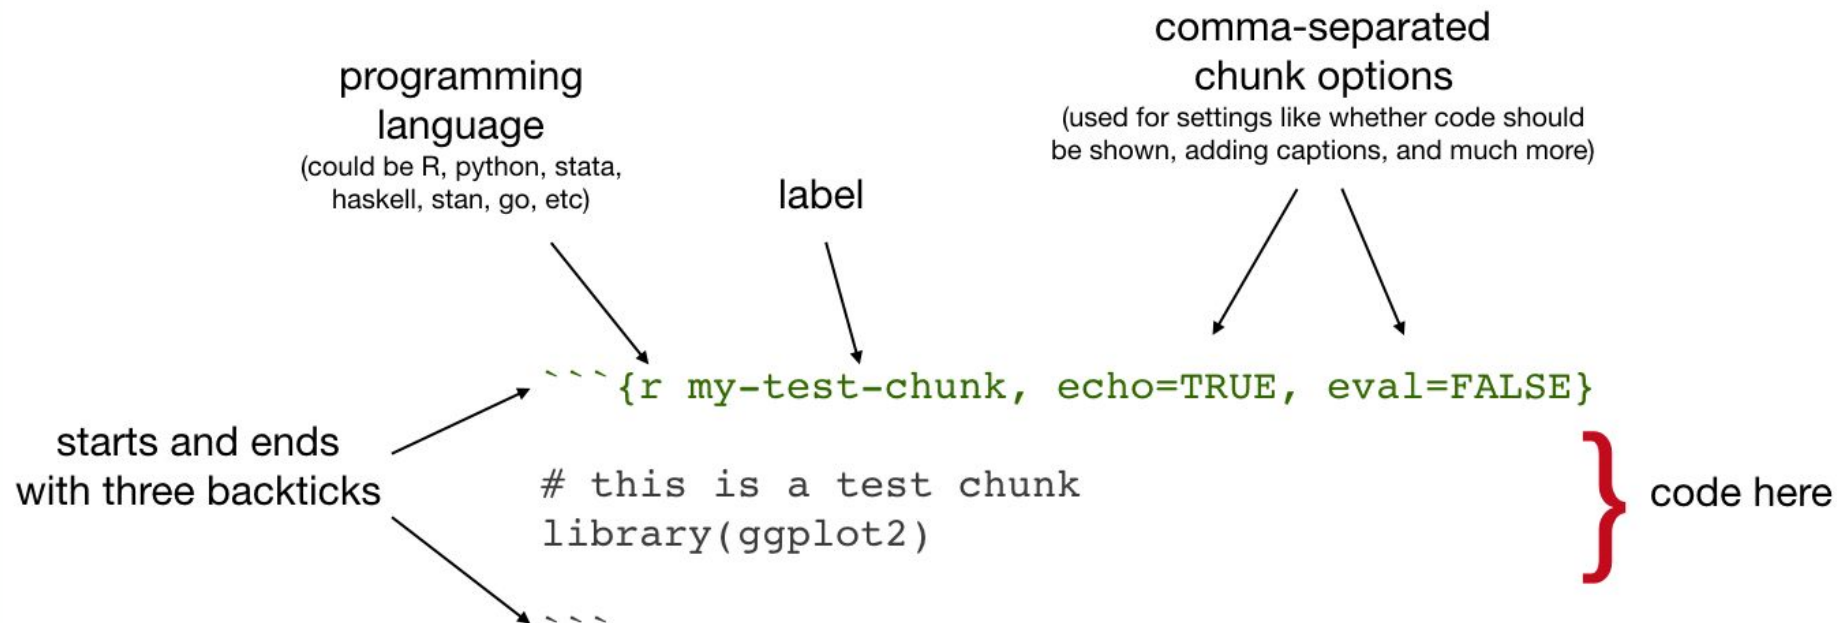 comma-separated
chunk options
(used for settings like whether code should
be shown, adding captions, and much more)
programming
language
(could be R, python, stata,
haskell, stan, go, etc)
label
```{r my-test-chunk, echo=TRUE, eval=FALSE}
starts and ends
with three backticks
# this is a test chunk
library(ggplot2)
} code here
```